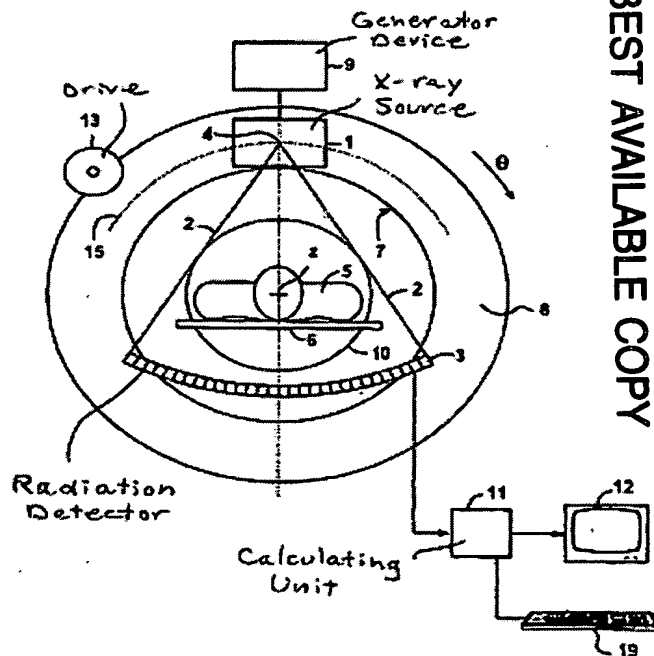 Generator
Device
9
X-ray
Source
Drive
13
4
1
θ
2
15
7
z
5
2
8
6
10
3
Radiation
Detector
11
12
Calculating
Unit
19
BEST AVAILABLE COPY